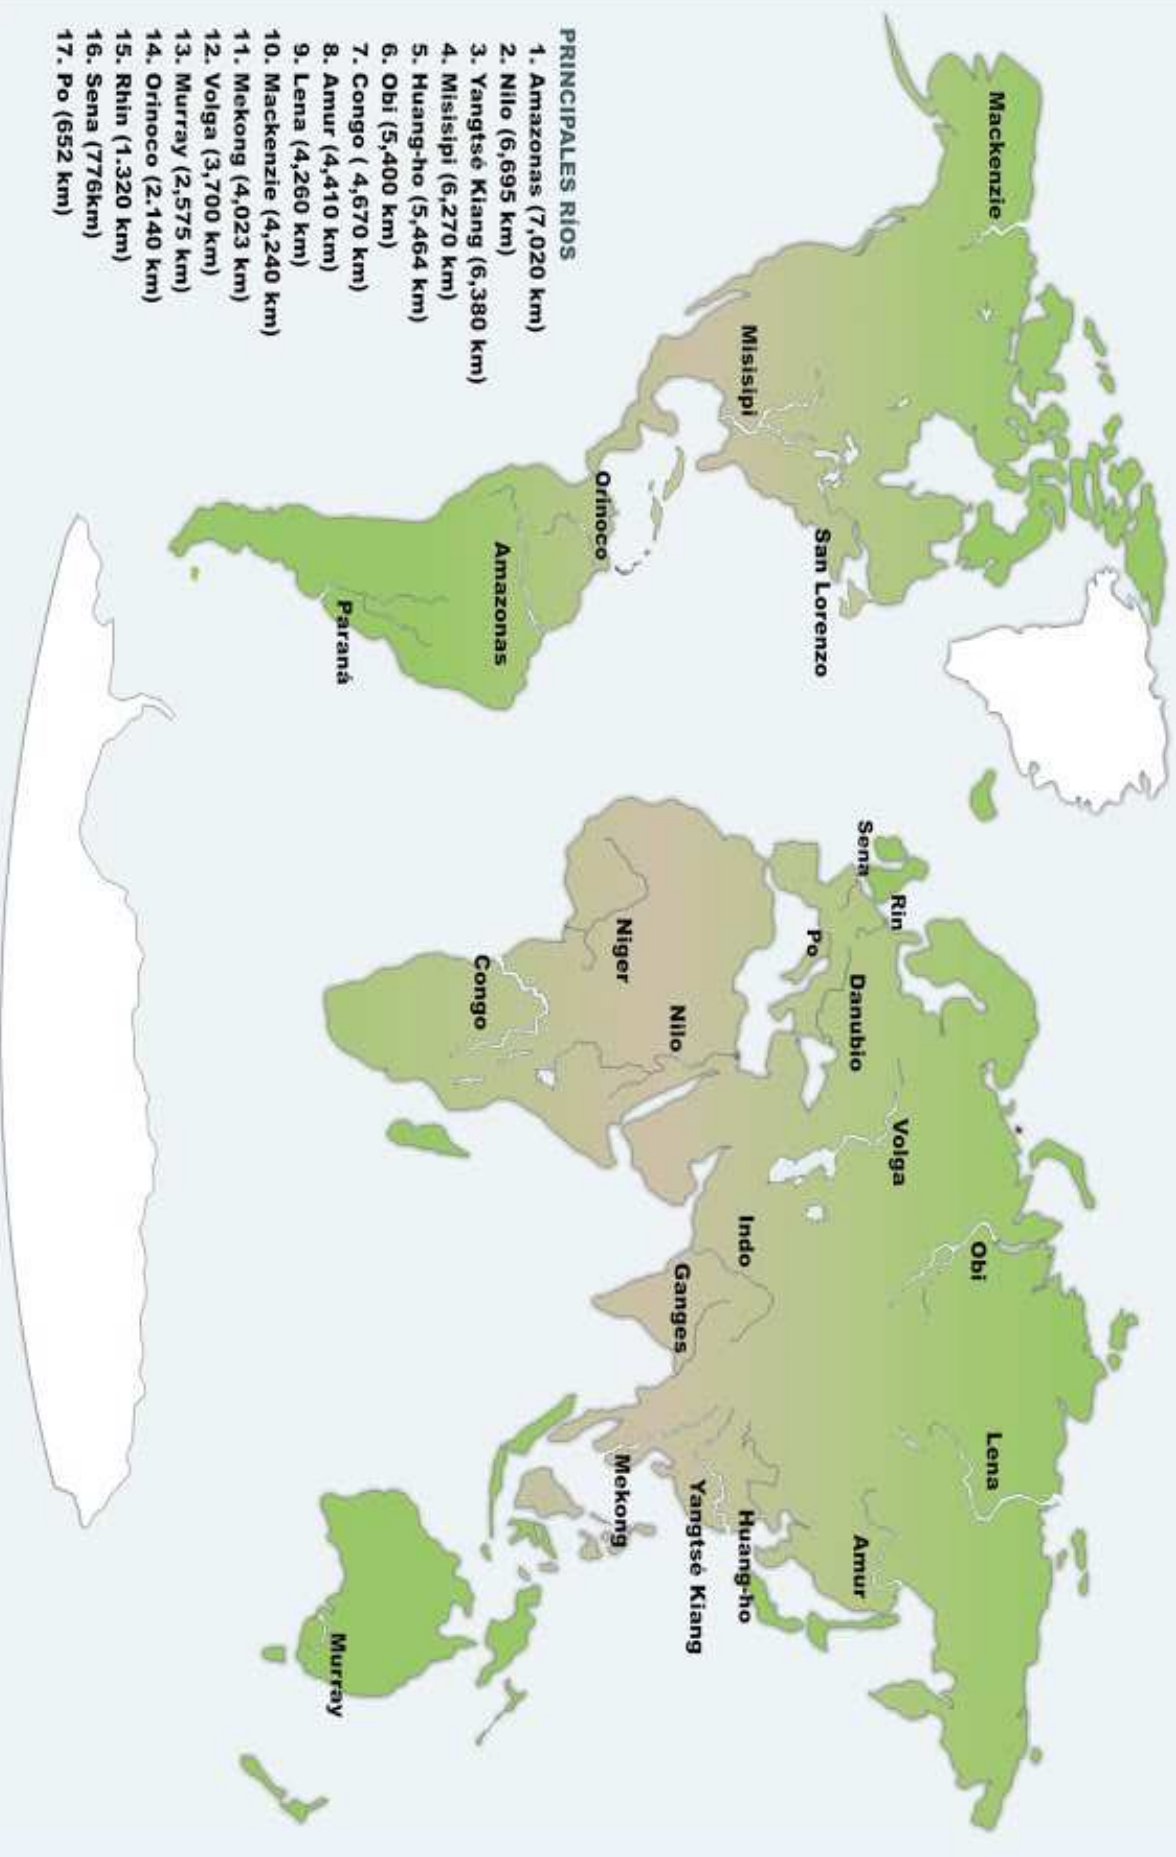 PRINCIPALES RÍOS
1. Amazonas (7,020 km)
2. Nilo (6,695 km)
3. Yangtsé Kiang (6,380 km)
4. Misisipi (6,270 km)
5. Huang-ho (5,464 km)
6. Obi (5,400 km)
7. Congo ( 4,670 km)
8. Amur (4,410 km)
9. Lena (4,260 km)
10. Mackenzie (4,240 km)
11. Mekong (4,023 km)
12. Volga (3,700 km)
13. Murray (2,575 km)
14. Orinoco (2.140 km)
15. Rhin (1.320 km)
16. Sena (776km)
17. Po (652 km)
Mackenzie
Misisipi
San Lorenzo
Orinoco
Amazonas
Paraná
Sena
Rin
Po
Danubio
Volga
Obi
Lena
Amur
Niger
Nilo
Congo
Indo
Ganges
Mekong
Yangtsé Kiang
Huang-ho
Murray